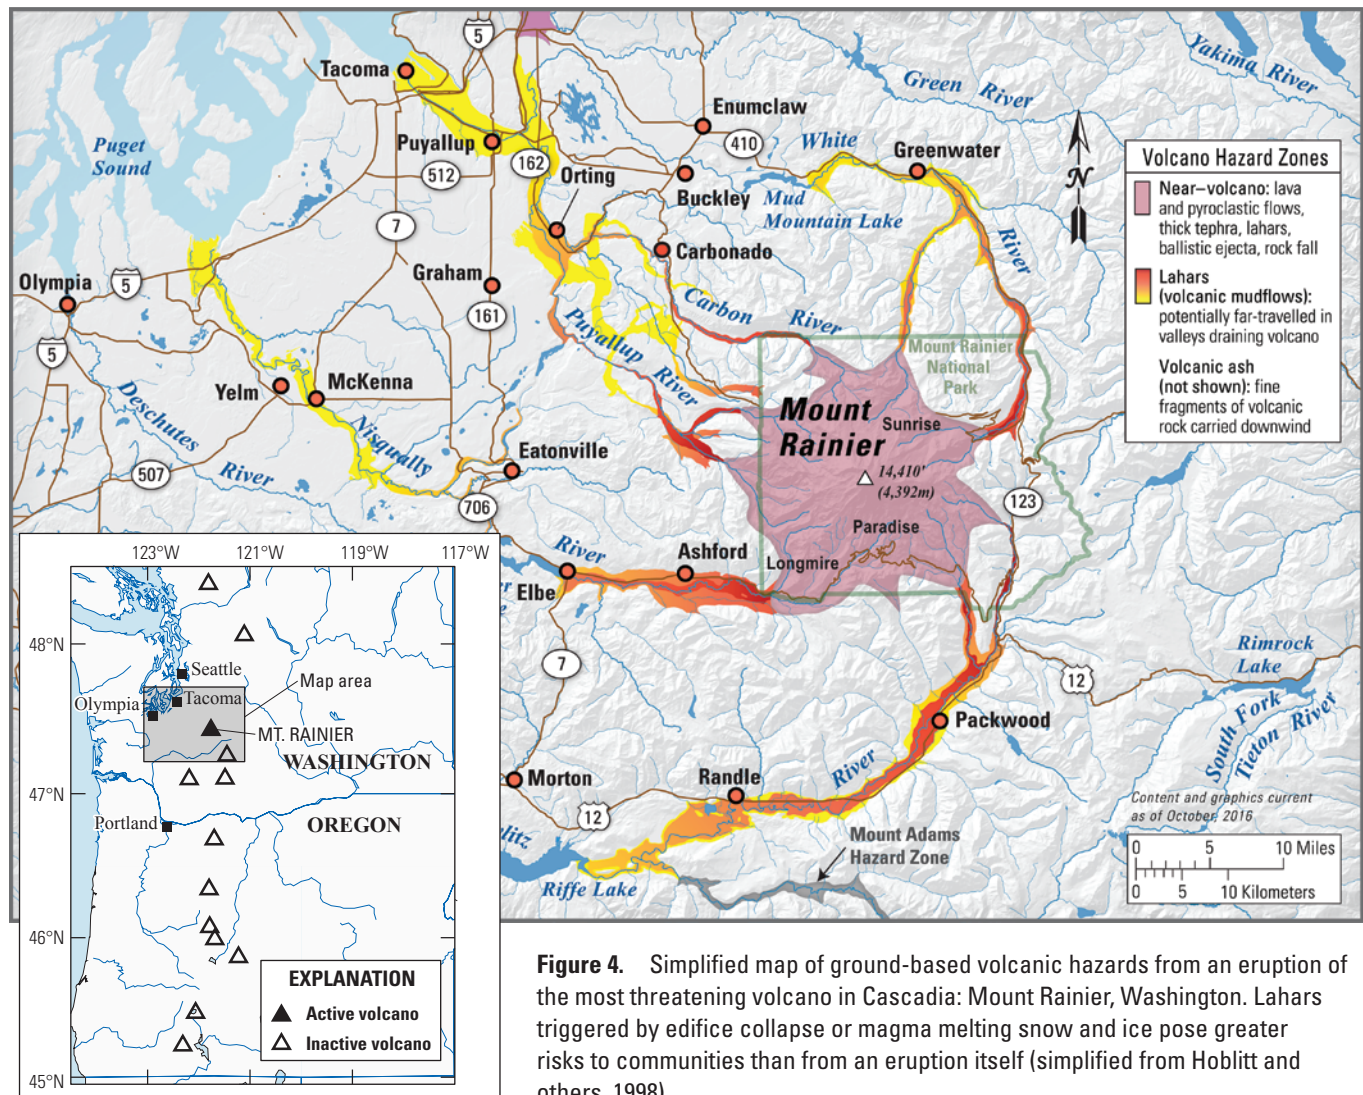 Tacoma
5
Enumclaw
Green River
Yakima River
Puget
Sound
Puyallup
162
410
White
Greenwater
512
Orting
Buckley
Mud
Mountain Lake
River
7
Carbonado
Graham
Olympia
5
161
Carbon River
5
Puyallup River
Mount Rainier
National
Park
Yelm
McKenna
Mount
Rainier
Sunrise
Deschutes River
Nisqually
Eatonville
14,410'
(4,392m)
507
706
123
Paradise
River
Ashford
Longmire
Elbe
7
12
Rimrock
Lake
South Fork
Tieton River
Packwood
Morton
Randle
River
12
litz
Riffe Lake
Mount Adams
Hazard Zone
N
Volcano Hazard Zones
Near–volcano: lava
and pyroclastic flows,
thick tephra, lahars,
ballistic ejecta, rock fall
Lahars
(volcanic mudflows):
potentially far-travelled in
valleys draining volcano
Volcanic ash
(not shown): fine
fragments of volcanic
rock carried downwind
Content and graphics current
as of October, 2016
0 5 10 Miles
0 5 10 Kilometers
123°W 121°W 119°W 117°W
48°N
Seattle
Map area
Olympia
Tacoma
MT. RAINIER
WASHINGTON
47°N
Portland
OREGON
46°N
EXPLANATION
Active volcano
Inactive volcano
45°N
Figure 4. Simplified map of ground-based volcanic hazards from an eruption of
the most threatening volcano in Cascadia: Mount Rainier, Washington. Lahars
triggered by edifice collapse or magma melting snow and ice pose greater
risks to communities than from an eruption itself (simplified from Hoblitt and
others, 1998)